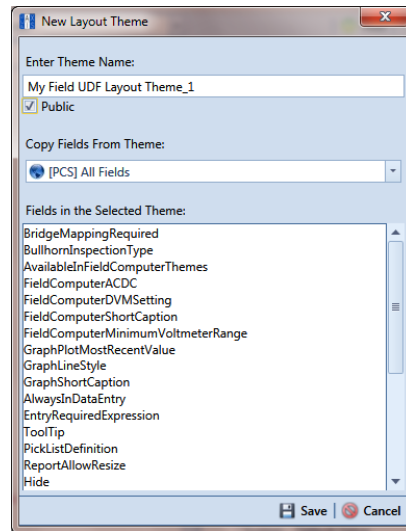 New Layout Theme
Enter Theme Name:
My Field UDF Layout Theme_1
Public
Copy Fields From Theme:
[PCS] All Fields
Fields in the Selected Theme:
BridgeMappingRequired
BullhornInspectionType
AvailableInFieldComputerThemes
FieldComputerACDC
FieldComputerDVMSetting
FieldComputerShortCaption
FieldComputerMinimumVoltmeterRange
GraphPlotMostRecentValue
GraphLineStyle
GraphShortCaption
AlwaysInDataEntry
EntryRequiredExpression
ToolTip
PickListDefinition
ReportAllowResize
Hide
Save | Cancel